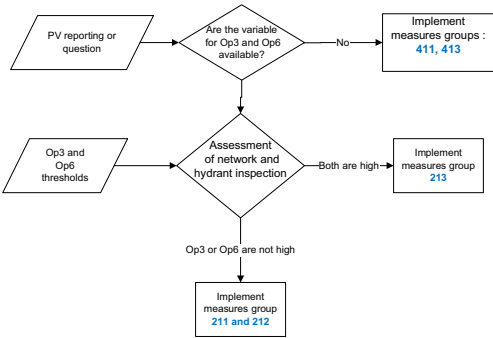 PV reporting or
question
Are the variable
for Op3 and Op6
available?
No
Implement
measures groups :
411, 413
Op3 and
Op6
thresholds
Assessment
of network and
hydrant inspection
Both are high
Implement
measures group
213
Op3 or Op6 are not high
Implement
measures group
211 and 212